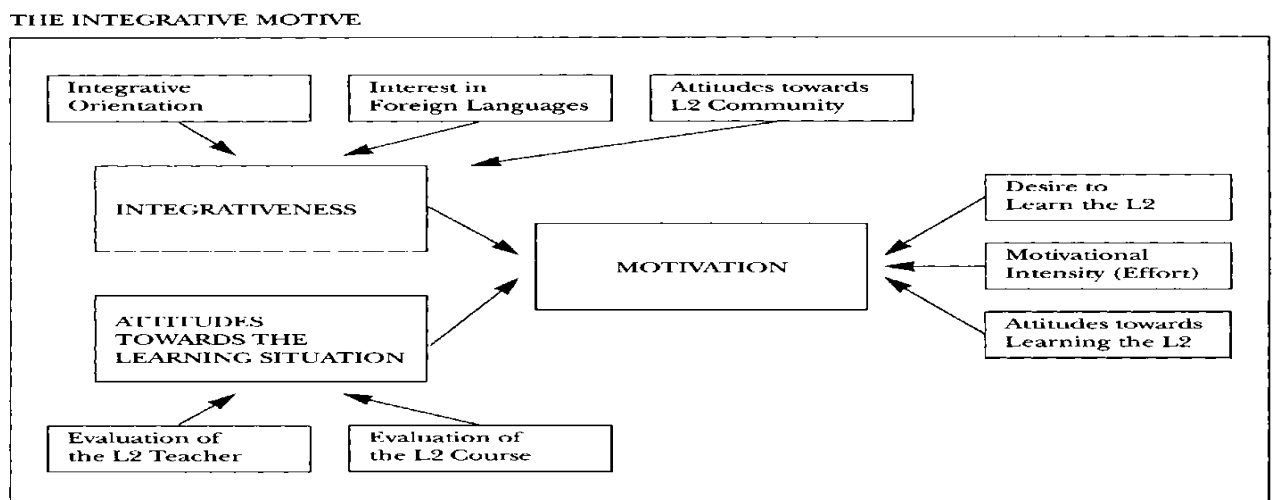 THE INTEGRATIVE MOTIVE
Integrative
Orientation
Interest in
Foreign Languages
Attitudes towards
L2 Community
INTEGRATIVENESS
MOTIVATION
Desire to
Learn the L2
Motivational
Intensity (Effort)
Attitudes towards
Learning the L2
ATTITUDES
TOWARDS THE
LEARNING SITUATION
Evaluation of
the L2 Teacher
Evaluation of
the L2 Course